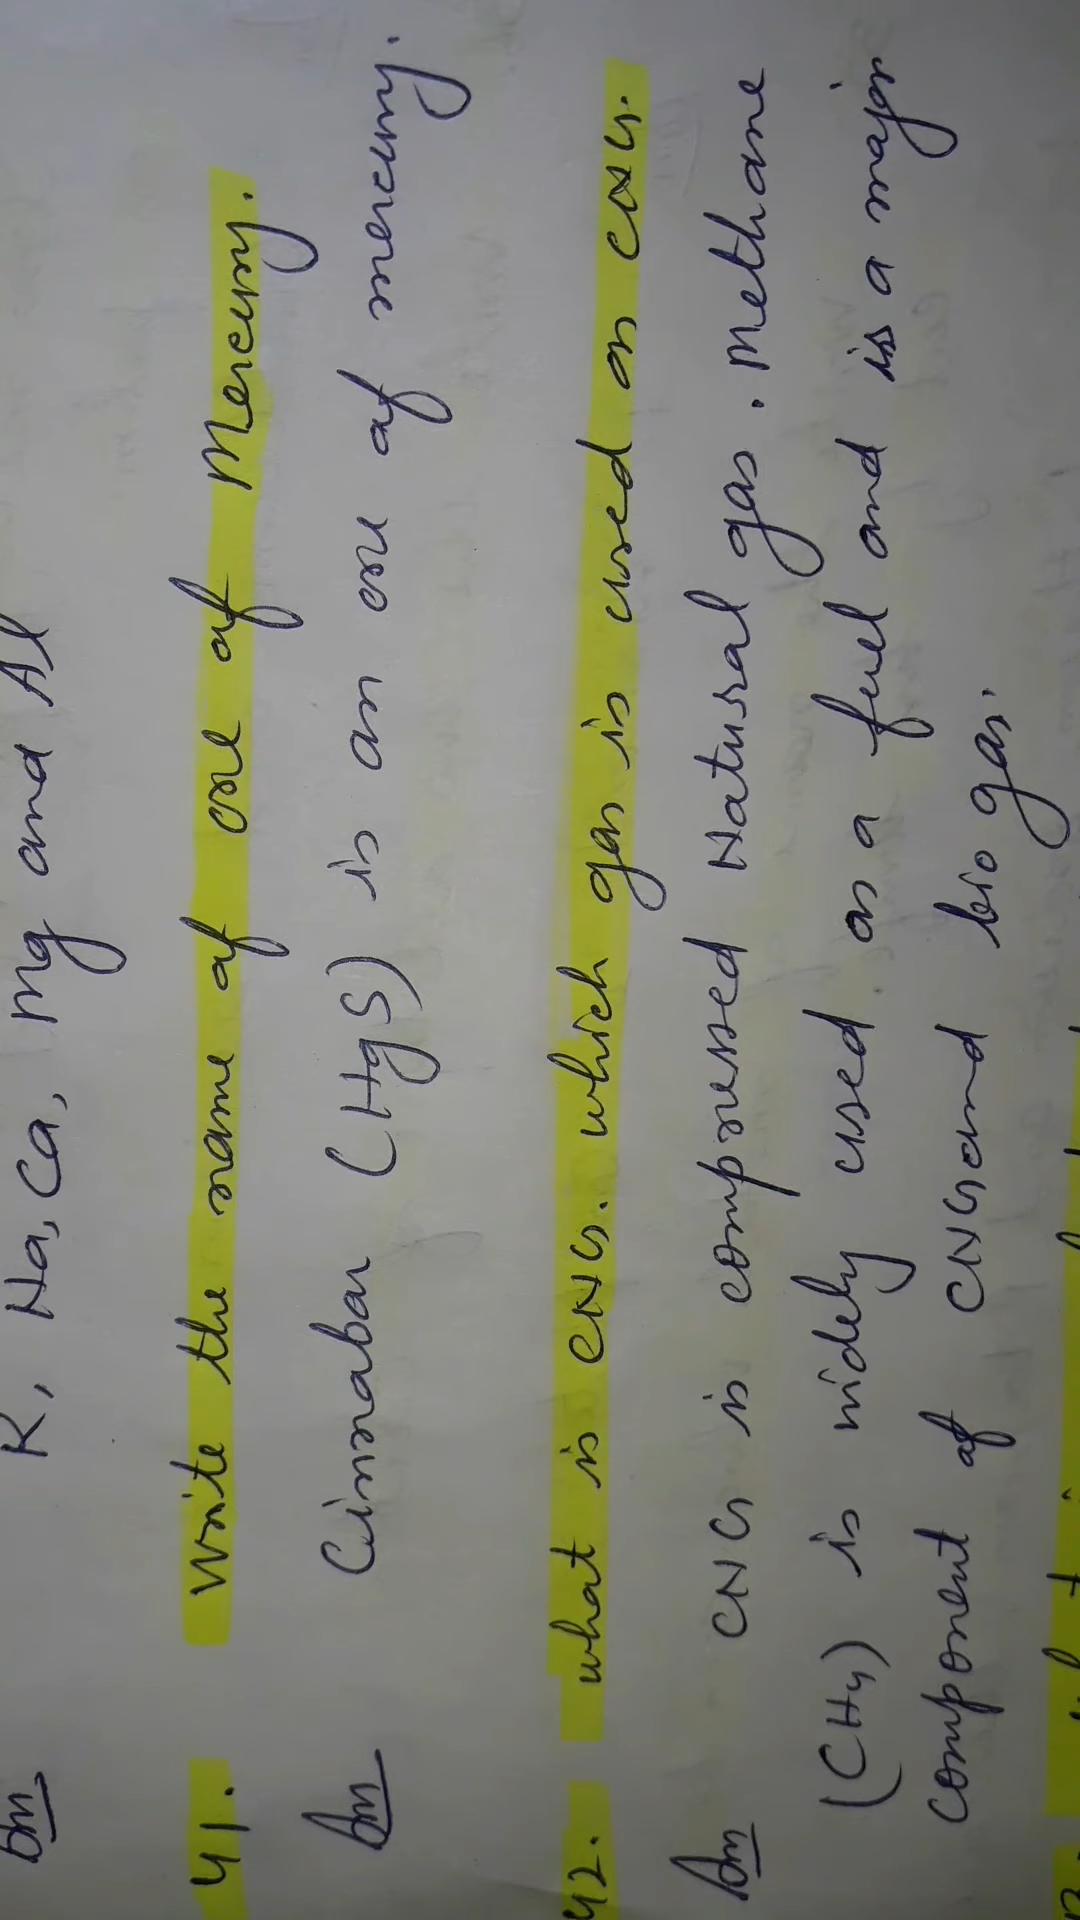 Ans K, Na, Ca, Mg and Al
41. Write the name of ore of Mercury.
Ans Cinnabar (HgS) is an ore of mercury.
42. what is CNG. which gas is used as CNG.
Ans CNG is compressed Natural gas. Methane
(CH4) is widely used as a fuel and is a major
component of CNG and bio gas.